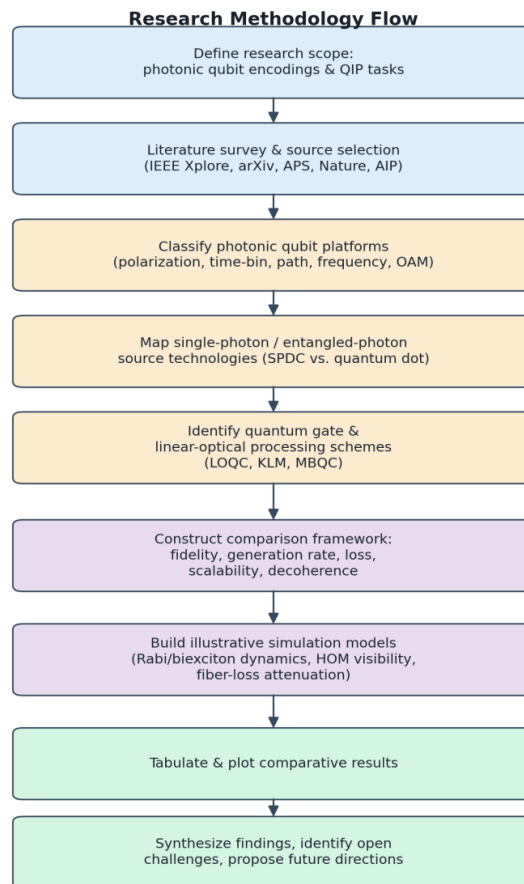 Research Methodology Flow
Define research scope:
photonic qubit encodings & QIP tasks
Literature survey & source selection
(IEEE Xplore, arXiv, APS, Nature, AIP)
Classify photonic qubit platforms
(polarization, time-bin, path, frequency, OAM)
Map single-photon / entangled-photon
source technologies (SPDC vs. quantum dot)
Identify quantum gate &
linear-optical processing schemes
(LOQC, KLM, MBQC)
Construct comparison framework:
fidelity, generation rate, loss,
scalability, decoherence
Build illustrative simulation models
(Rabi/biexciton dynamics, HOM visibility,
fiber-loss attenuation)
Tabulate & plot comparative results
Synthesize findings, identify open
challenges, propose future directions